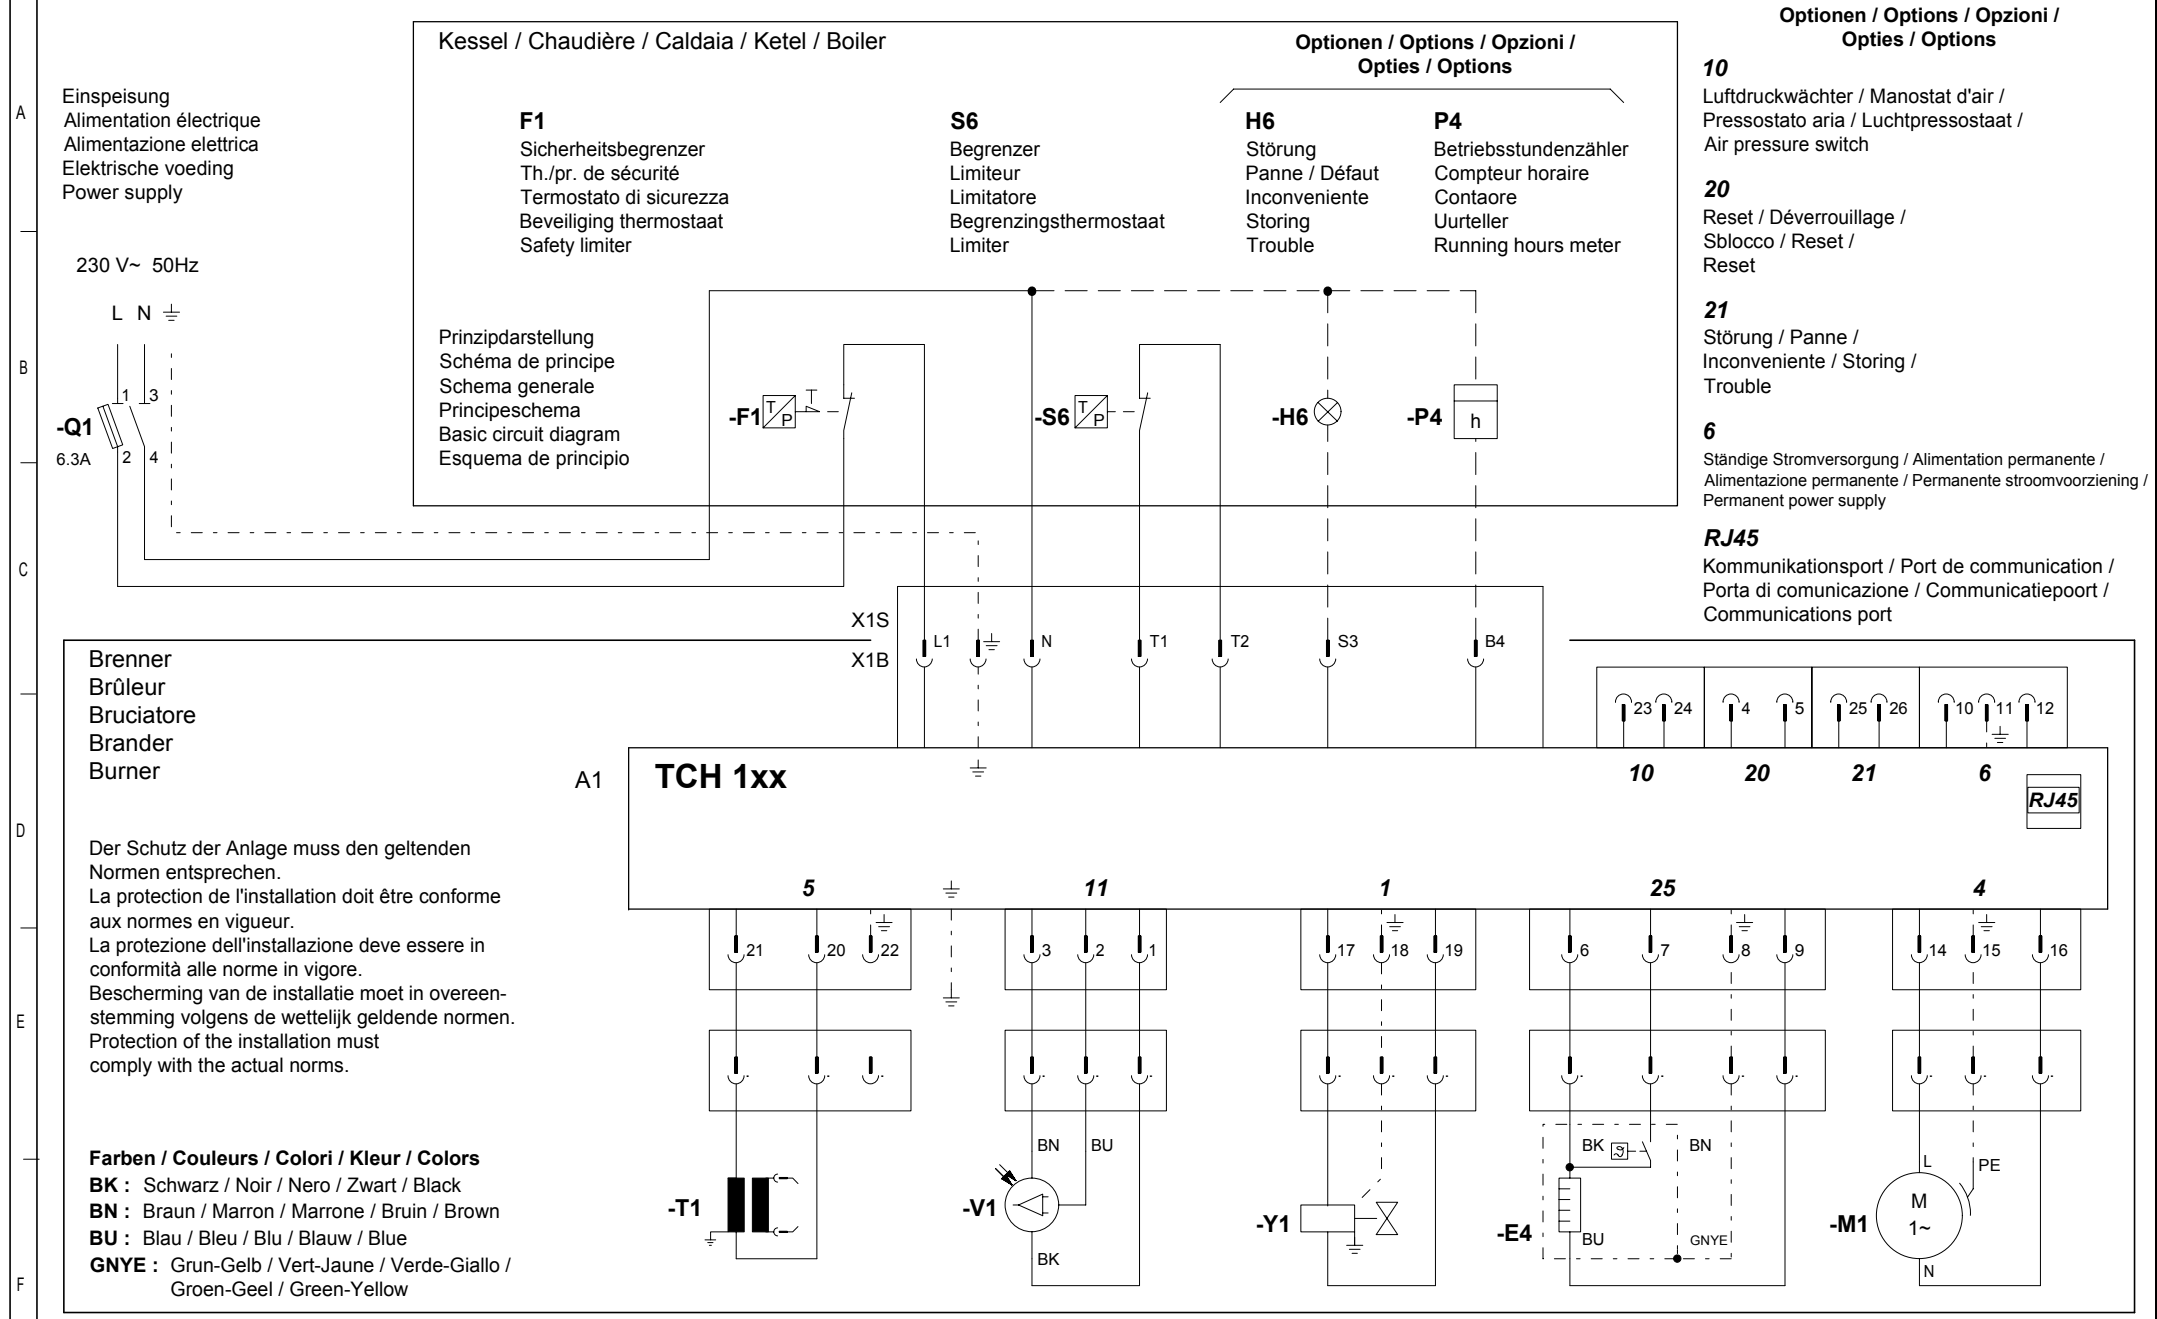 Kessel / Chaudière / Caldaia / Ketel / Boiler
Optionen / Options / Opzioni /
Opties / Options
Optionen / Options / Opzioni /
Opties / Options
A
B
C
D
E
F
Einspeisung
Alimentation électrique
Alimentazione elettrica
Elektrische voeding
Power supply
230 V~ 50Hz
L N
1 3
-Q1
6.3A
2 4
F1
Sicherheitsbegrenzer
Th./pr. de sécurité
Termostato di sicurezza
Beveiliging thermostaat
Safety limiter
S6
Begrenzer
Limiteur
Limitatore
Begrenzingsthermostaat
Limiter
H6
Störung
Panne / Défaut
Inconveniente
Storing
Trouble
P4
Betriebsstundenzähler
Compteur horaire
Contaore
Uurteller
Running hours meter
Prinzipdarstellung
Schéma de principe
Schema generale
Principeschema
Basic circuit diagram
Esquema de principio
-F1 T P T
-S6 T P
-H6
-P4 h
10
Luftdruckwächter / Manostat d'air /
Pressostato aria / Luchtpressostaat /
Air pressure switch
20
Reset / Déverrouillage /
Sblocco / Reset /
Reset
21
Störung / Panne /
Inconveniente / Storing /
Trouble
6
Ständige Stromversorgung / Alimentation permanente /
Alimentazione permanente / Permanente stroomvoorziening /
Permanent power supply
RJ45
Kommunikationsport / Port de communication /
Porta di comunicazione / Communicatiepoort /
Communications port
X1S
X1B
L1 N T1 T2 S3 B4
23 24 4 5 25 26 10 11 12
Brenner
Brûleur
Bruciatore
Brander
Burner
A1
TCH 1xx
10 20 21 6
RJ45
5 11 1 25 4
21 20 22 3 2 1 17 18 19 6 7 8 9 14 15 16
Der Schutz der Anlage muss den geltenden
Normen entsprechen.
La protection de l'installation doit être conforme
aux normes en vigueur.
La protezione dell'installazione deve essere in
conformità alle norme in vigore.
Bescherming van de installatie moet in overeen-
stemming volgens de wettelijk geldende normen.
Protection of the installation must
comply with the actual norms.
Farben / Couleurs / Colori / Kleur / Colors
BK : Schwarz / Noir / Nero / Zwart / Black
BN : Braun / Marron / Marrone / Bruin / Brown
BU : Blau / Bleu / Blu / Blauw / Blue
GNYE : Grun-Gelb / Vert-Jaune / Verde-Giallo /
Groen-Geel / Green-Yellow
-T1
BN BU
-V1
BK
-Y1
BK ϑ BN
-E4
BU GNYE
L PE
-M1
M
1~
N